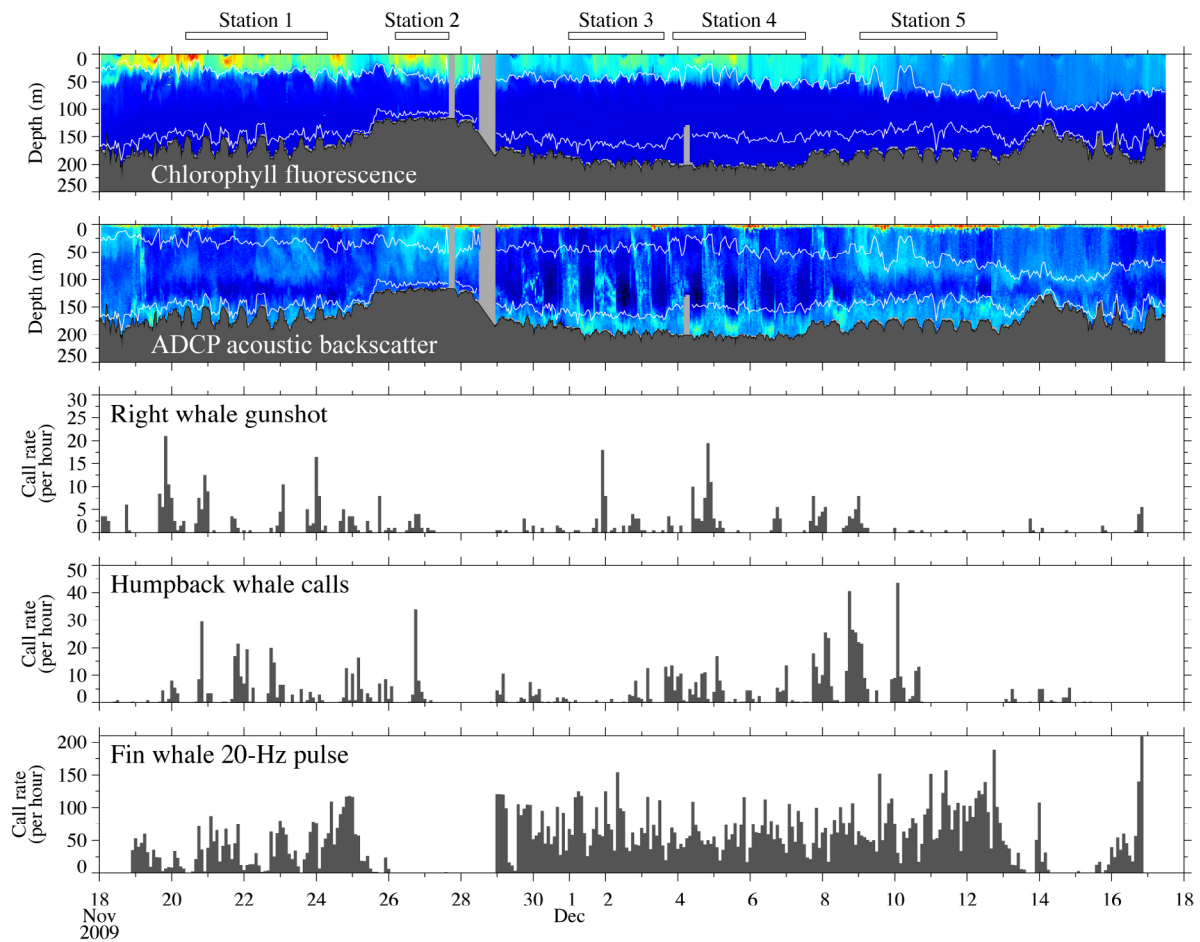 Station 1 Station 2 Station 3 Station 4 Station 5
0
50
100
150
200
250
Depth (m)
Chlorophyll fluorescence
0
50
100
150
200
250
Depth (m)
ADCP acoustic backscatter
30
25
20
15
10
5
0
Call rate
(per hour)
Right whale gunshot
50
40
30
20
10
0
Call rate
(per hour)
Humpback whale calls
200
150
100
50
0
Call rate
(per hour)
Fin whale 20-Hz pulse
18 20 22 24 26 28 30 1 2 4 6 8 10 12 14 16 18
Nov Dec
2009